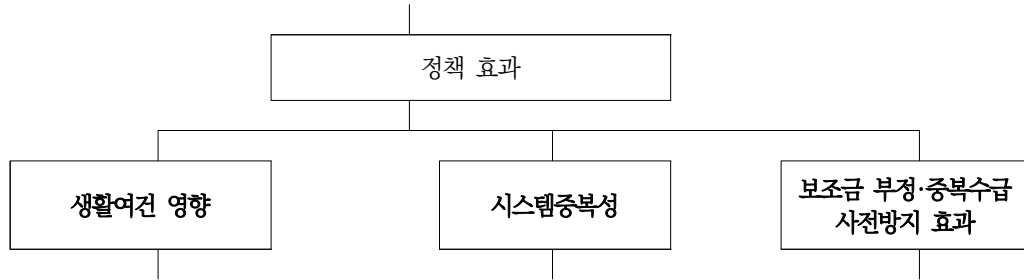 정책 효과
생활여건 영향
시스템중복성
보조금 부정·중복수급
사전방지 효과